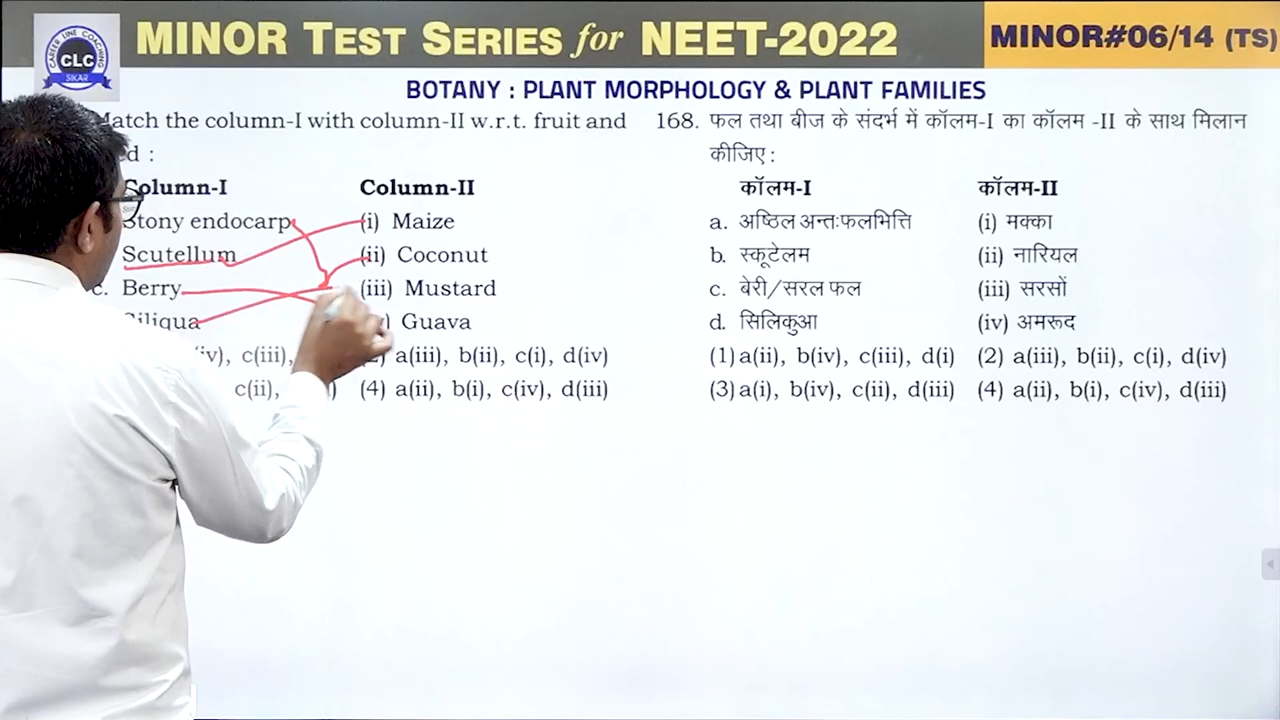 CAREER LINE COACHING
CLC
SIKAR
MINOR TEST SERIES for NEET-2022
MINOR#06/14 (TS)
BOTANY : PLANT MORPHOLOGY & PLANT FAMILIES
Match the column-I with column-II w.r.t. fruit and
d :
Column-I Column-II
Stony endocarp (i) Maize
Scutellum (ii) Coconut
c. Berry (iii) Mustard
Siliqua Guava
(iv), c(iii), a(iii), b(ii), c(i), d(iv)
c(ii), (4) a(ii), b(i), c(iv), d(iii)
168. फल तथा बीज के संदर्भ में कॉलम-I का कॉलम -II के साथ मिलान
कीजिए :
कॉलम-I कॉलम-II
a. अष्ठिल अन्तःफलभित्ति (i) मक्का
b. स्कूटेलम (ii) नारियल
c. बेरी/सरल फल (iii) सरसों
d. सिलिकुआ (iv) अमरूद
(1) a(ii), b(iv), c(iii), d(i) (2) a(iii), b(ii), c(i), d(iv)
(3) a(i), b(iv), c(ii), d(iii) (4) a(ii), b(i), c(iv), d(iii)